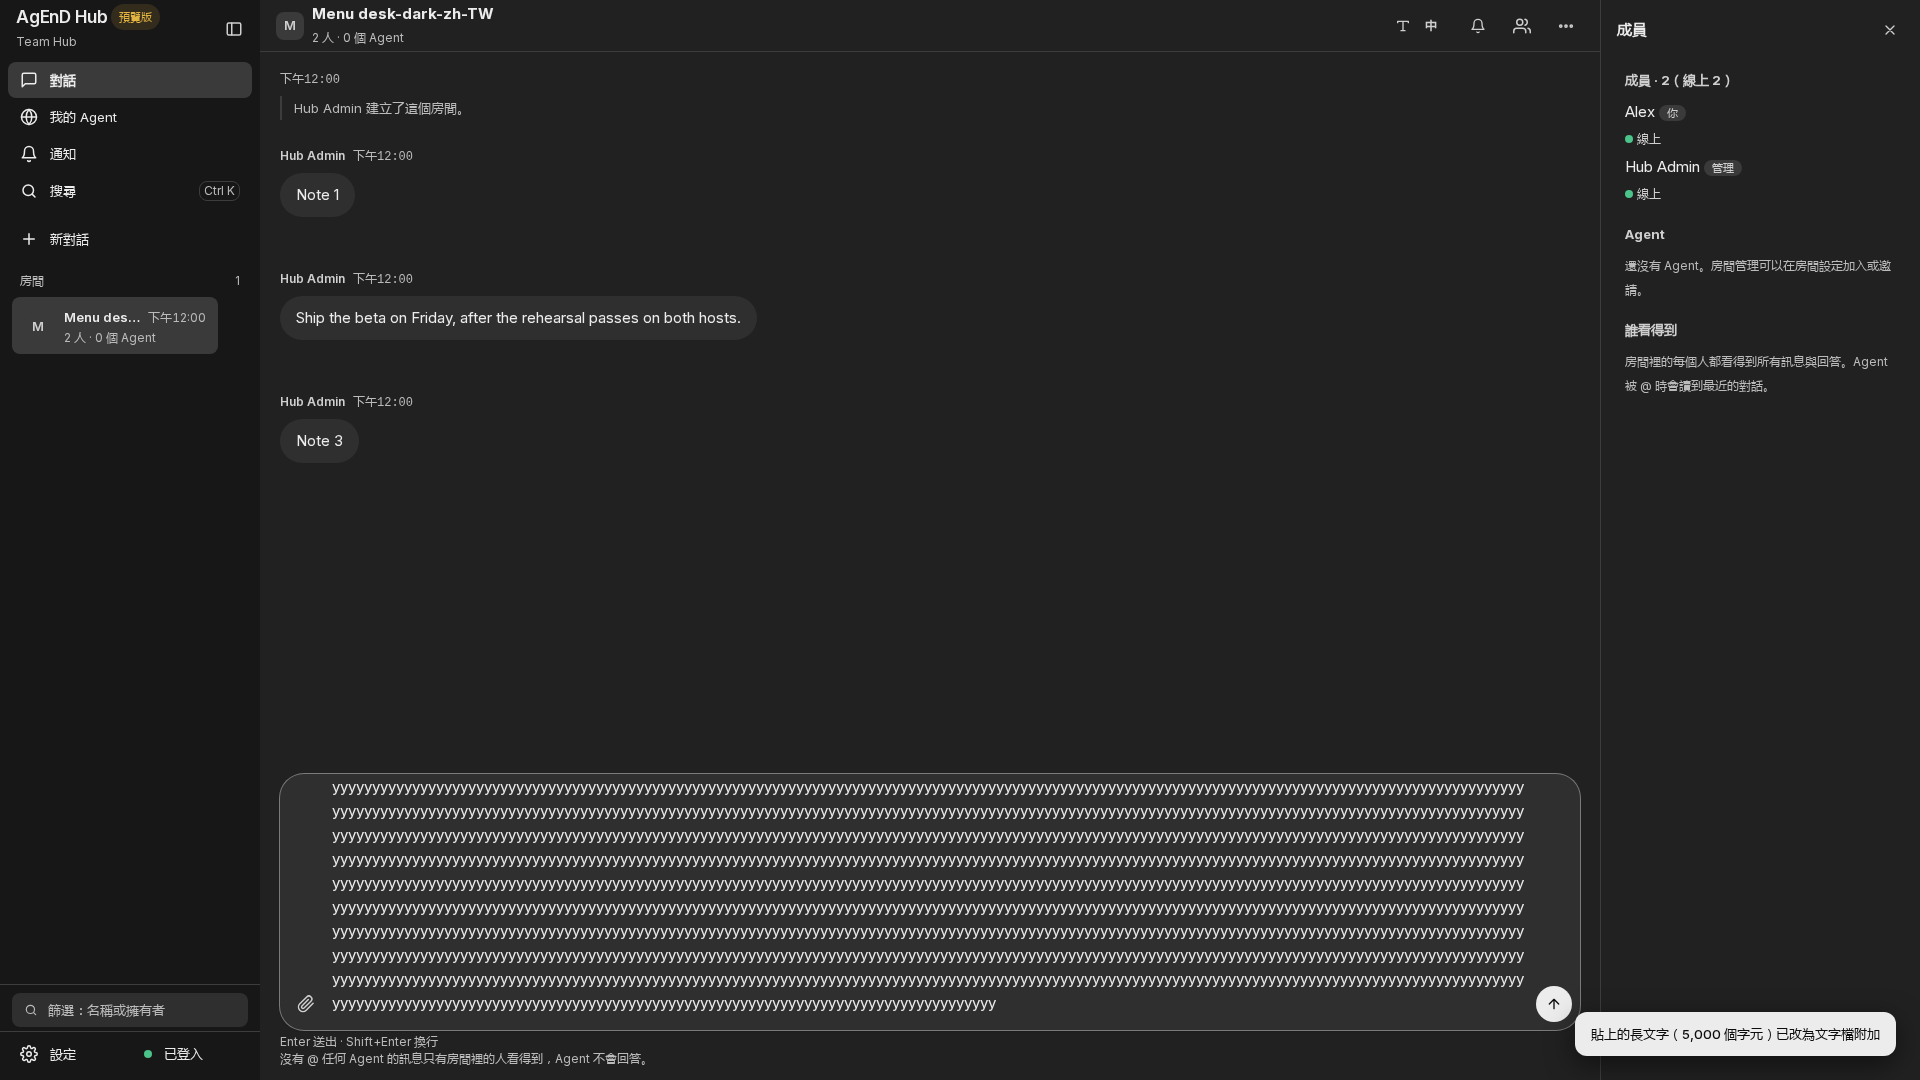 AgEnD Hub 預覽版
Team Hub
對話
我的 Agent
通知
搜尋 Ctrl K
新對話
房間 1
M Menu des... 下午12:00
2 人 · 0 個 Agent
篩選：名稱或擁有者
設定 已登入
M Menu desk-dark-zh-TW
2 人 · 0 個 Agent
中
下午12:00
Hub Admin 建立了這個房間。
Hub Admin 下午12:00
Note 1
Hub Admin 下午12:00
Ship the beta on Friday, after the rehearsal passes on both hosts.
Hub Admin 下午12:00
Note 3
Enter 送出 · Shift+Enter 換行
沒有 @ 任何 Agent 的訊息只有房間裡的人看得到，Agent 不會回答。
成員
成員 · 2（線上 2）
Alex 你
線上
Hub Admin 管理
線上
Agent
還沒有 Agent。房間管理可以在房間設定加入或邀
請。
誰看得到
房間裡的每個人都看得到所有訊息與回答。Agent
被 @ 時會讀到最近的對話。
貼上的長文字（5,000 個字元）已改為文字檔附加